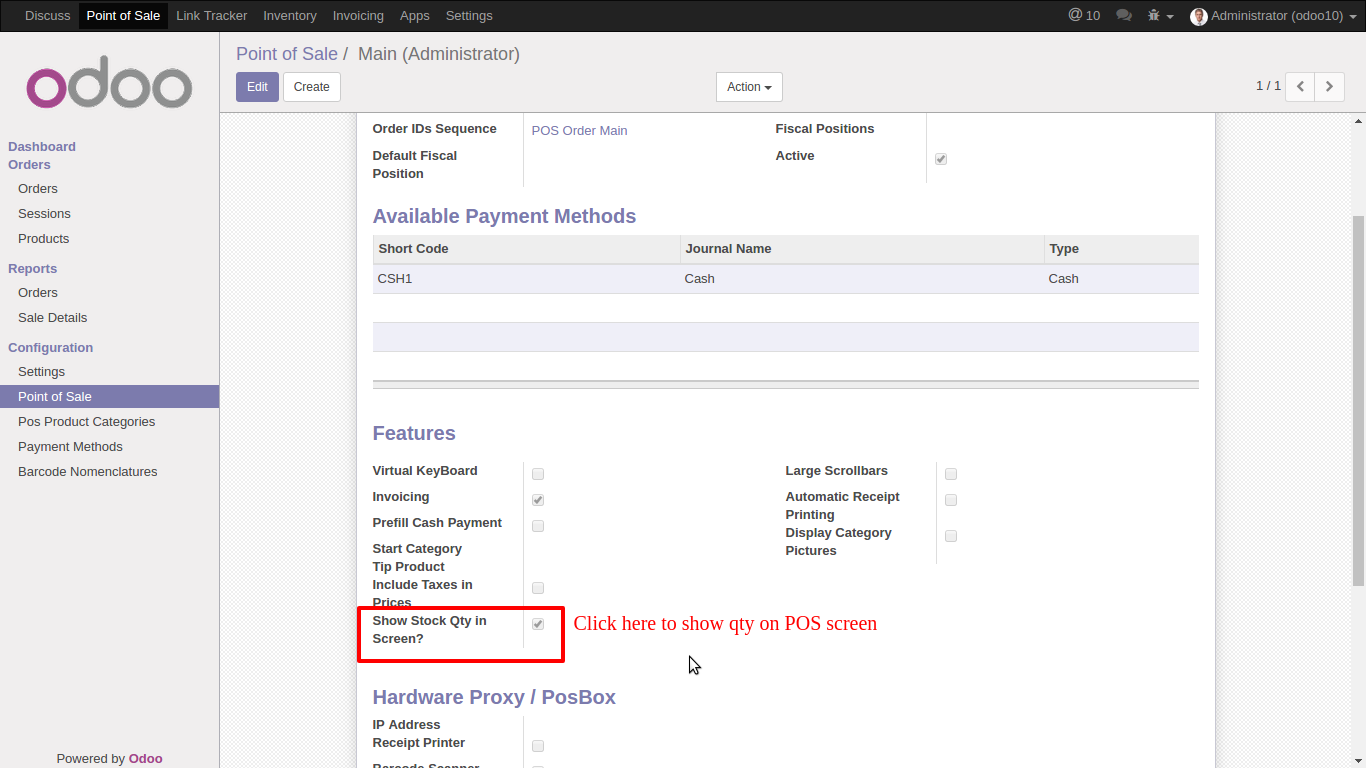 Discuss Point of Sale Link Tracker Inventory Invoicing Apps Settings @ 10 Administrator (odoo10)
odoo
Dashboard
Orders
Orders
Sessions
Products
Reports
Orders
Sale Details
Configuration
Settings
Point of Sale
Pos Product Categories
Payment Methods
Barcode Nomenclatures
Powered by Odoo
Point of Sale / Main (Administrator)
Edit Create Action 1 / 1
Order IDs Sequence POS Order Main Fiscal Positions
Default Fiscal Active
Position
Available Payment Methods
Short Code Journal Name Type
CSH1 Cash Cash
Features
Virtual KeyBoard Large Scrollbars
Invoicing Automatic Receipt
Printing
Prefill Cash Payment Display Category
Pictures
Start Category
Tip Product
Include Taxes in
Prices
Show Stock Qty in Click here to show qty on POS screen
Screen?
Hardware Proxy / PosBox
IP Address
Receipt Printer
Barcode Scanner